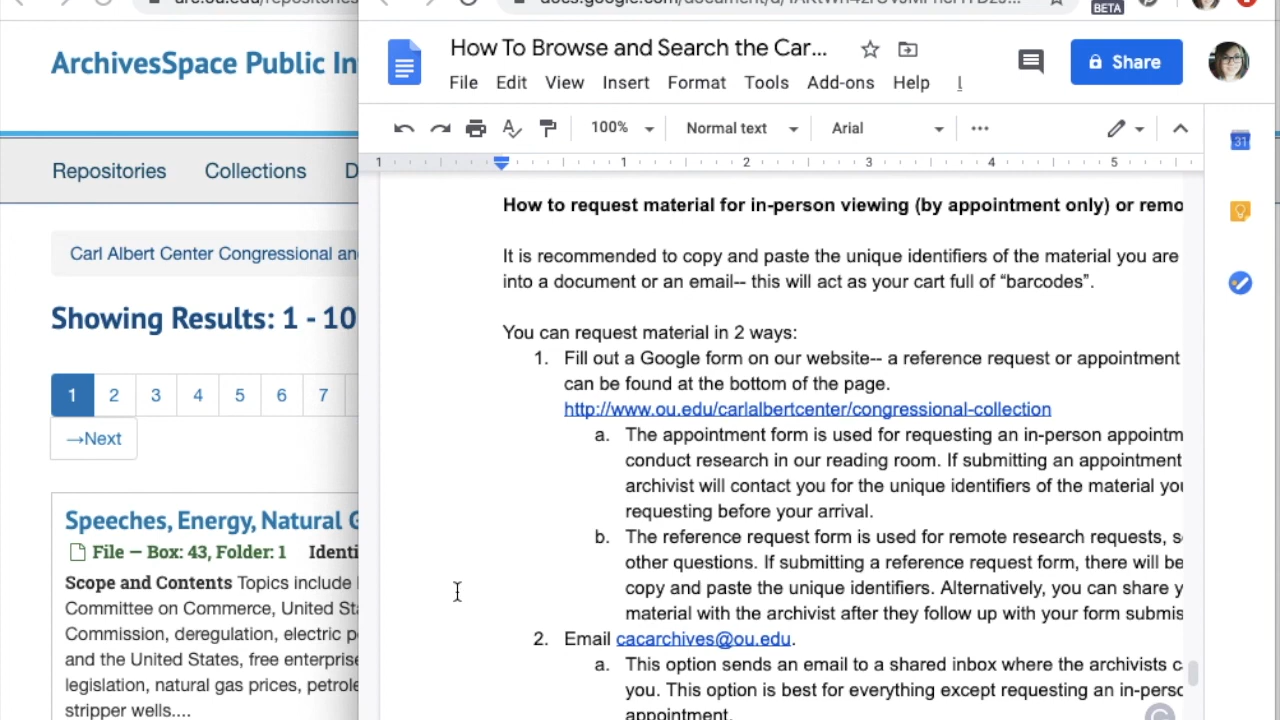 ArchivesSpace Public In
Repositories Collections D
Carl Albert Center Congressional an
Showing Results: 1 - 10
1 2 3 4 5 6 7
→Next
Speeches, Energy, Natural G
File — Box: 43, Folder: 1 Identi
Scope and Contents Topics include
Committee on Commerce, United Sta
Commission, deregulation, electric p
and the United States, free enterprise
legislation, natural gas prices, petrole
stripper wells....
BETA
How To Browse and Search the Car...
Share
File Edit View Insert Format Tools Add-ons Help
100% Normal text Arial
1 1 2 3 4 5
31
How to request material for in-person viewing (by appointment only) or remo
It is recommended to copy and paste the unique identifiers of the material you are
into a document or an email-- this will act as your cart full of “barcodes”.
You can request material in 2 ways:
1. Fill out a Google form on our website-- a reference request or appointment
can be found at the bottom of the page.
http://www.ou.edu/carlalbertcenter/congressional-collection
a. The appointment form is used for requesting an in-person appointm
conduct research in our reading room. If submitting an appointment
archivist will contact you for the unique identifiers of the material you
requesting before your arrival.
b. The reference request form is used for remote research requests, s
other questions. If submitting a reference request form, there will be
copy and paste the unique identifiers. Alternatively, you can share y
material with the archivist after they follow up with your form submis
2. Email cacarchives@ou.edu.
a. This option sends an email to a shared inbox where the archivists c
you. This option is best for everything except requesting an in-perso
appointment.